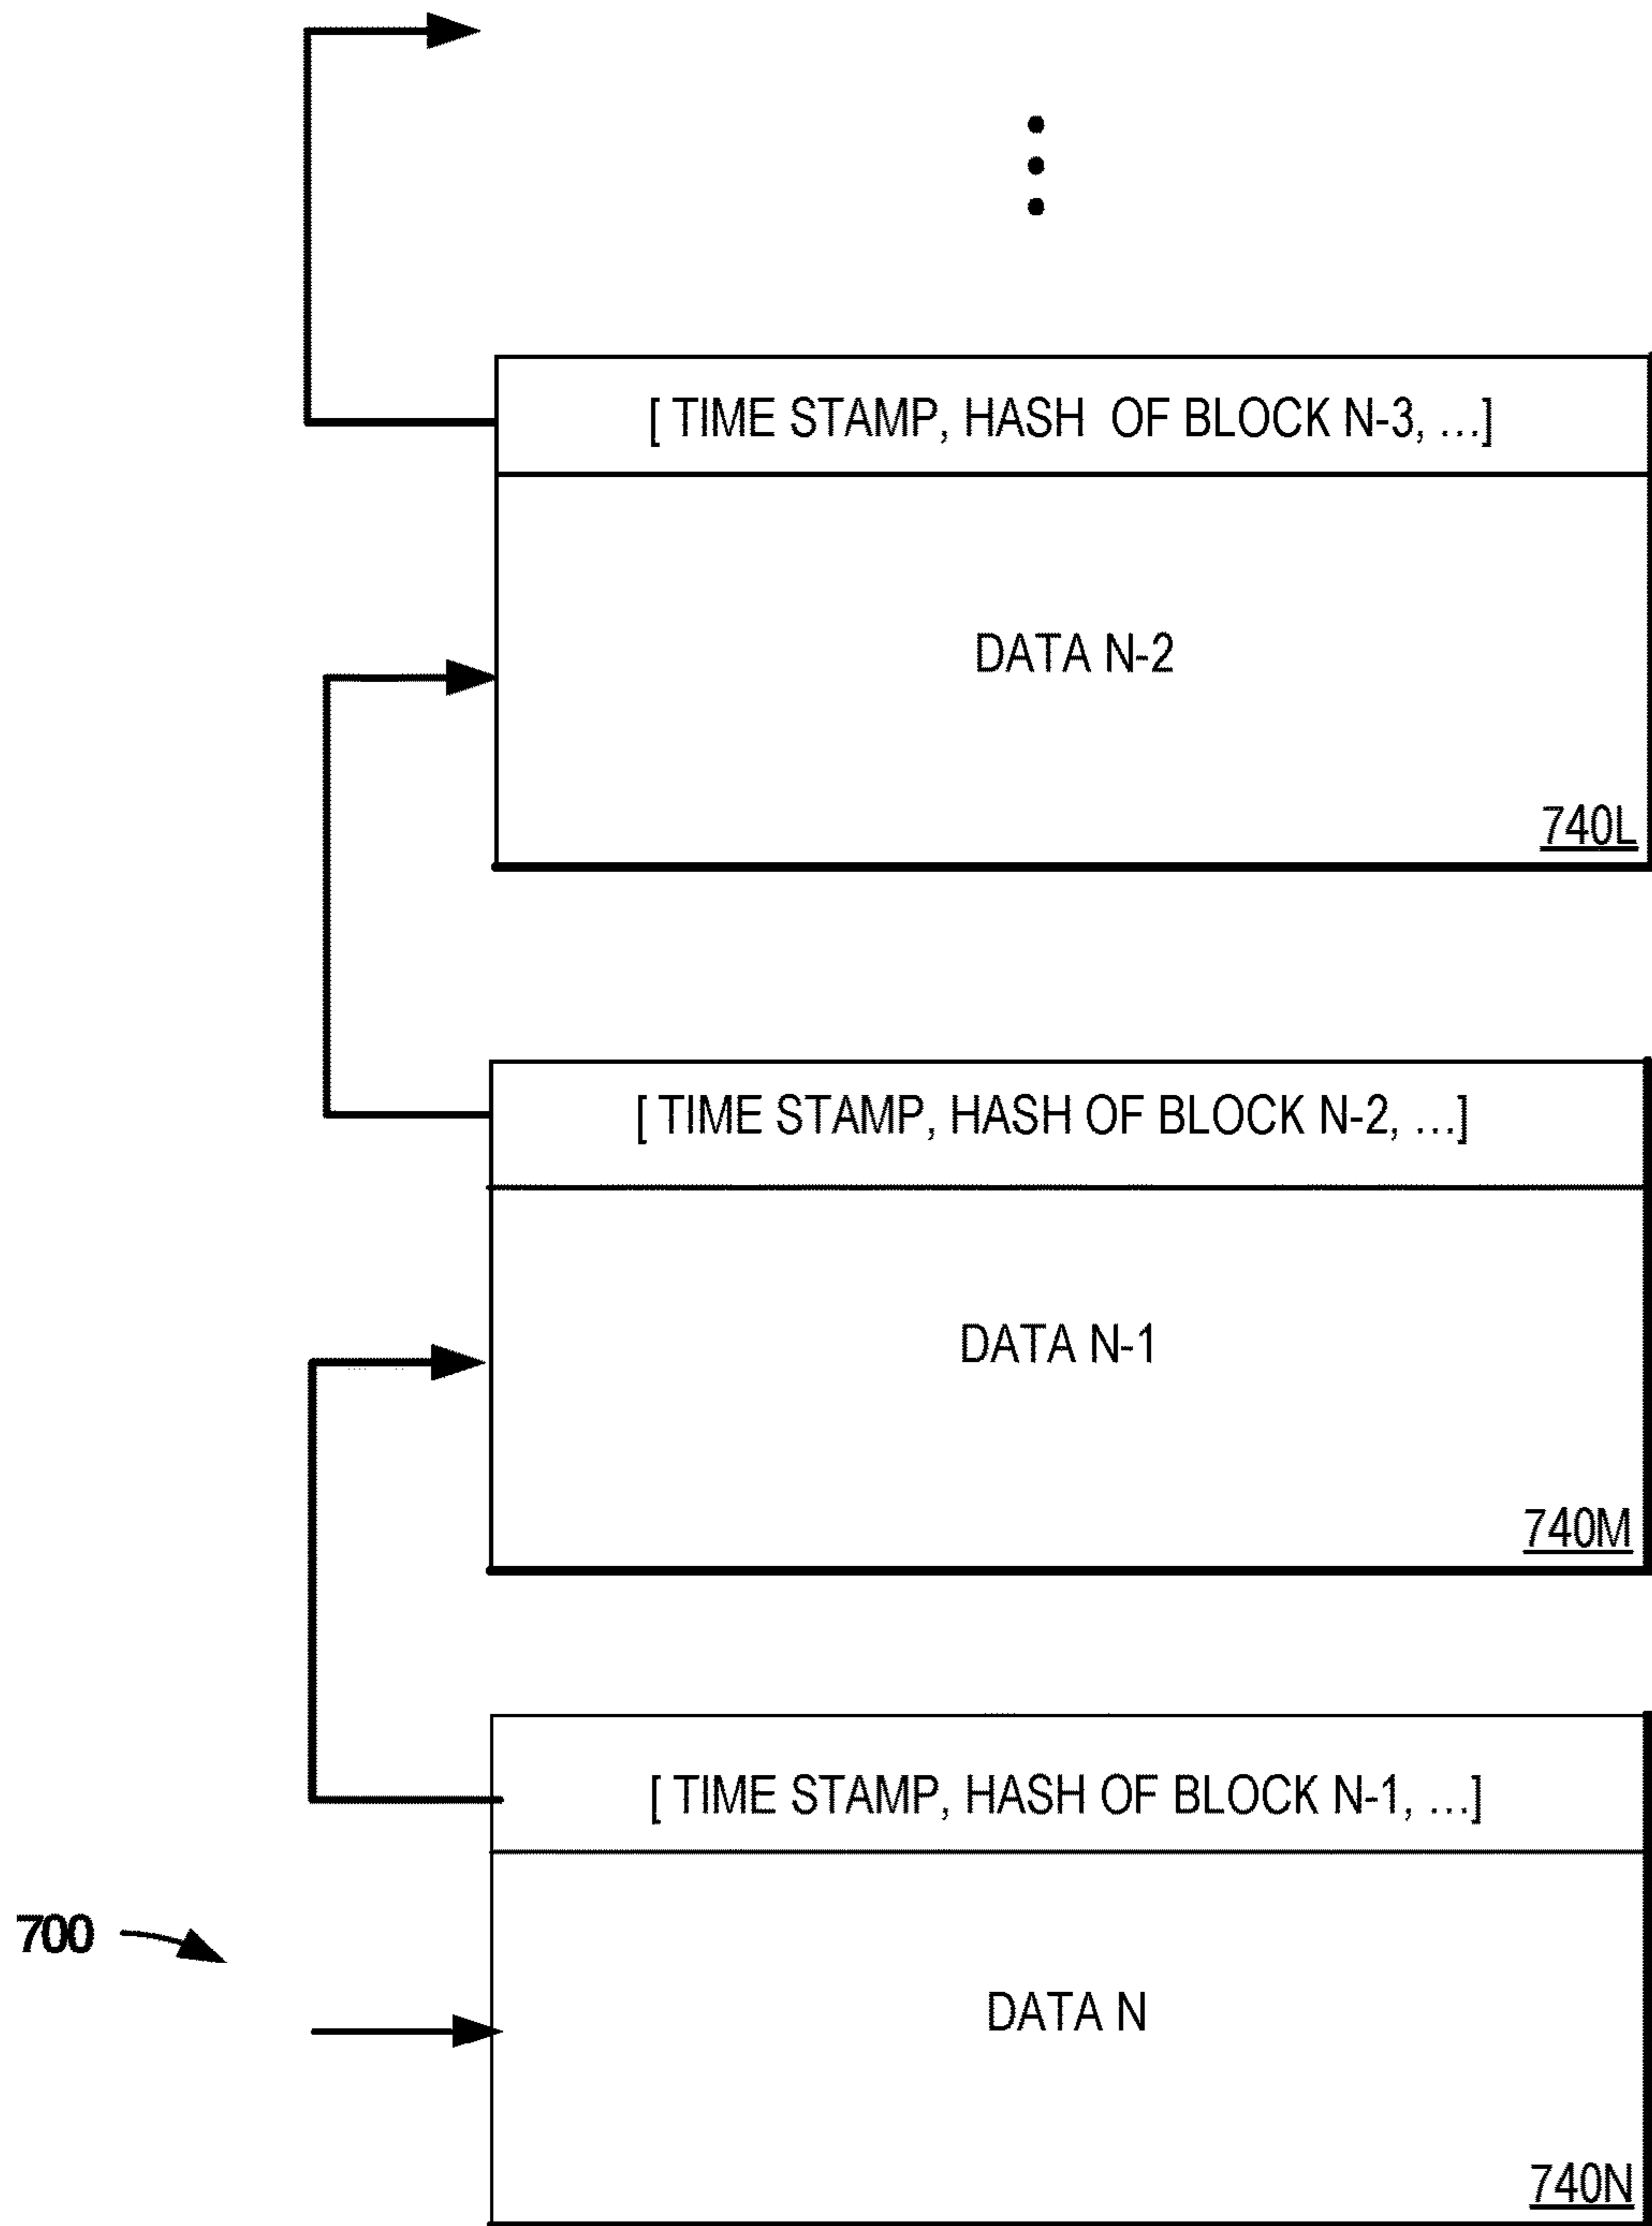 [ TIME STAMP, HASH OF BLOCK N-3, ...]
DATA N-2
740L
[ TIME STAMP, HASH OF BLOCK N-2, ...]
DATA N-1
740M
[ TIME STAMP, HASH OF BLOCK N-1, ...]
700
DATA N
740N